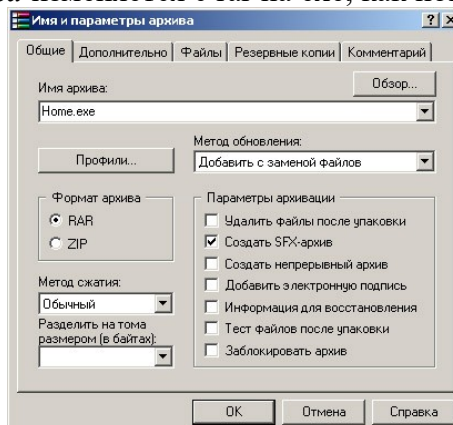 Имя и параметры архива
Общие Дополнительно Файлы Резервные копии Комментарий
Имя архива:
Обзор...
Home.exe
Метод обновления:
Профили...
Добавить с заменой файлов
Формат архива
RAR
ZIP
Метод сжатия:
Обычный
Разделить на тома
размером (в байтах):
Параметры архивации
Удалить файлы после упаковки
Создать SFX-архив
Создать непрерывный архив
Добавить электронную подпись
Информация для восстановления
Тест файлов после упаковки
Заблокировать архив
OK Отмена Справка